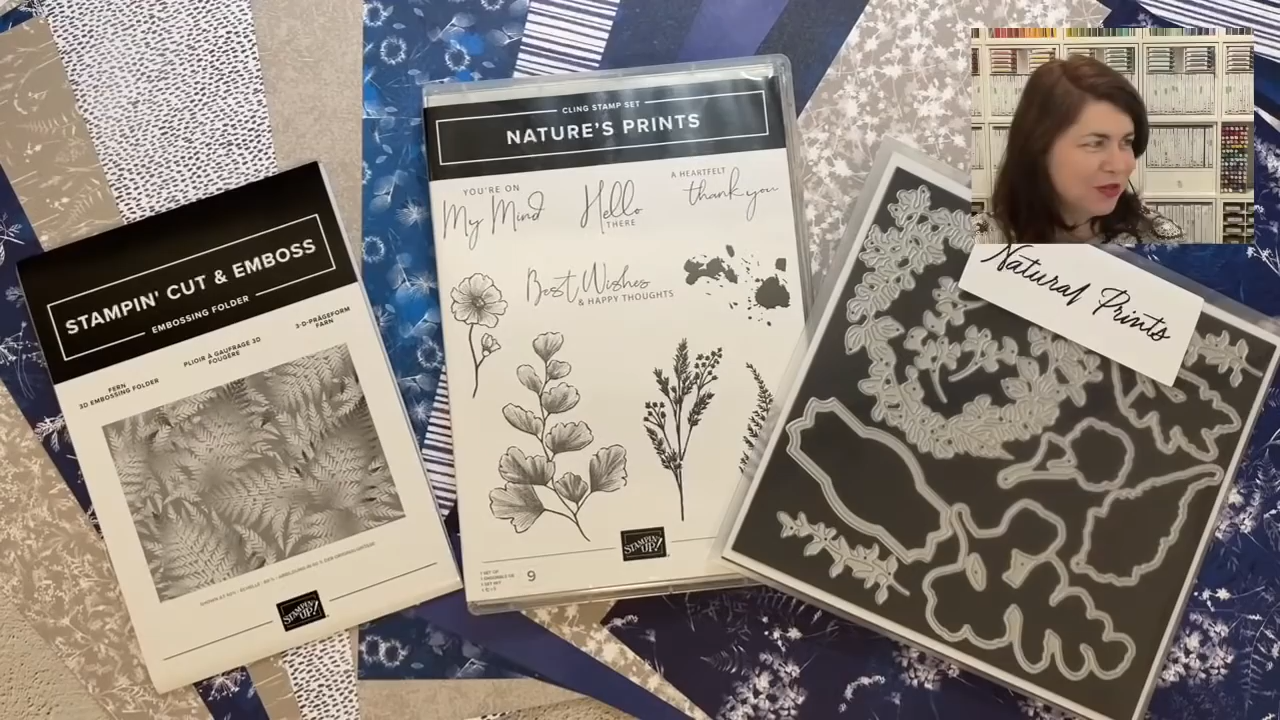 STAMPIN' CUT & EMBOSS
EMBOSSING FOLDER
FERN
3D EMBOSSING FOLDER
PLIOIR À GAUFRAGE 3D
FOUGÈRE
3-D-PRÄGEFORM
FARN
STAMPIN' UP!
CLING STAMP SET
NATURE'S PRINTS
YOU'RE ON
My Mind
Hello
THERE
A HEARTFELT
thank you
Best Wishes
& HAPPY THOUGHTS
STAMPIN' UP!
9
Natural Prints